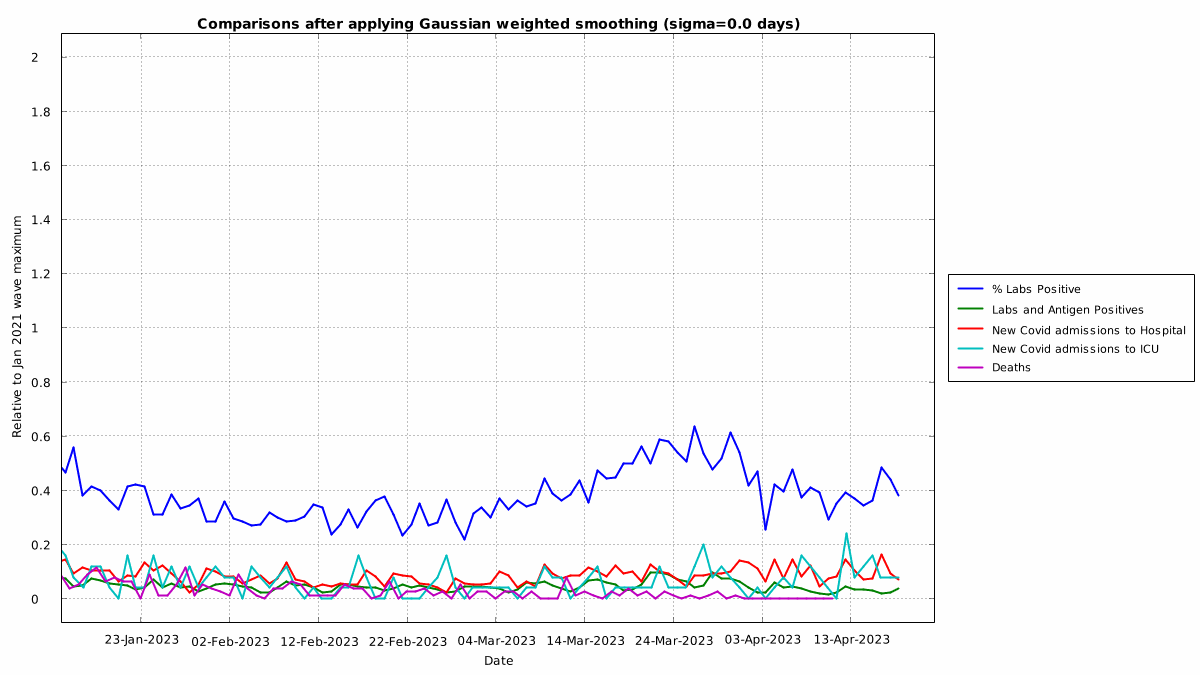 Comparisons after applying Gaussian weighted smoothing (sigma=0.0 days)
Relative to Jan 2021 wave maximum
2
1.8
1.6
1.4
1.2
1
0.8
0.6
0.4
0.2
0
23-Jan-2023 02-Feb-2023 12-Feb-2023 22-Feb-2023 04-Mar-2023 14-Mar-2023 24-Mar-2023 03-Apr-2023 13-Apr-2023
Date
% Labs Positive
Labs and Antigen Positives
New Covid admissions to Hospital
New Covid admissions to ICU
Deaths